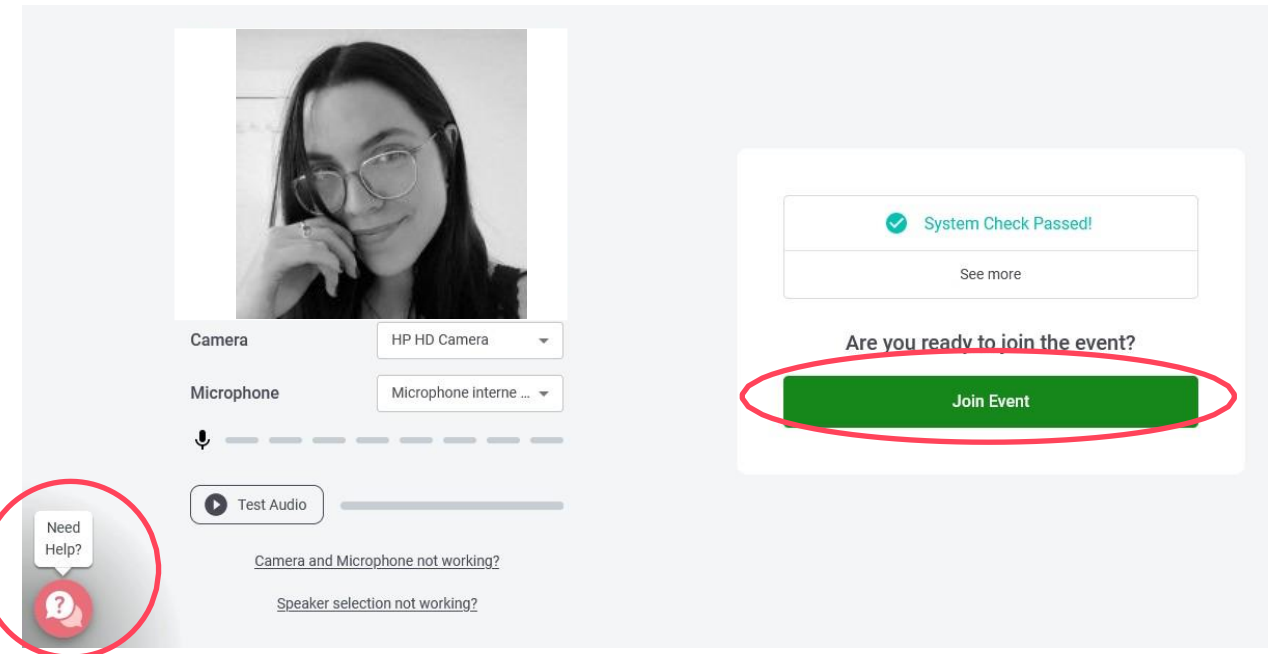 Camera
HP HD Camera
Microphone
Microphone interne ...
Test Audio
Camera and Microphone not working?
Speaker selection not working?
Need
Help?
?
System Check Passed!
See more
Are you ready to join the event?
Join Event